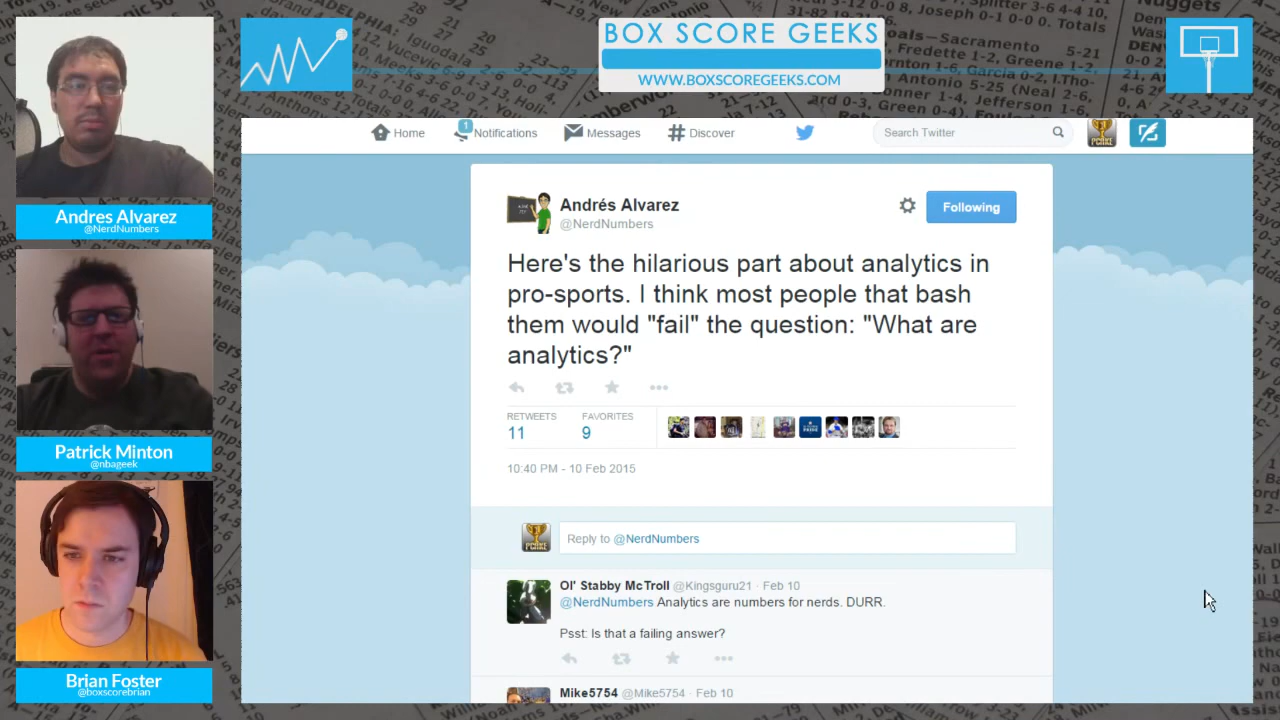 BOX SCORE GEEKS
WWW.BOXSCOREGEEKS.COM
Andres Alvarez
@NerdNumbers
Patrick Minton
@nbageek
Brian Foster
@boxscorebrian
Home
1
Notifications
Messages
Discover
Search Twitter
Andrés Alvarez
@NerdNumbers
Following
Here's the hilarious part about analytics in
pro-sports. I think most people that bash
them would "fail" the question: "What are
analytics?"
RETWEETS
11
FAVORITES
9
10:40 PM - 10 Feb 2015
Reply to @NerdNumbers
Ol' Stabby McTroll @Kingsguru21 · Feb 10
@NerdNumbers Analytics are numbers for nerds. DURR.
Psst: Is that a failing answer?
Mike5754 @Mike5754 · Feb 10